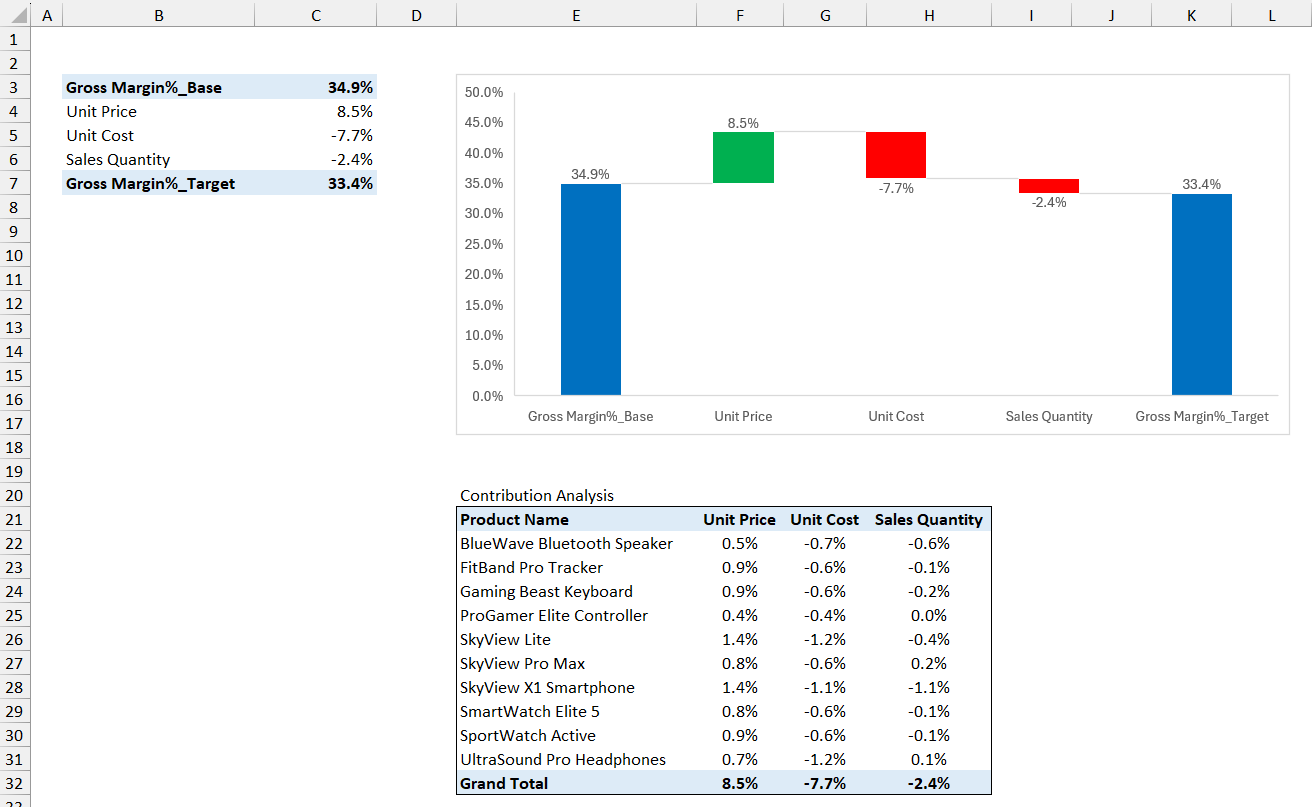 A B C D E F G H I J K L
1
2
3 Gross Margin%_Base 34.9%
4 Unit Price 8.5%
5 Unit Cost -7.7%
6 Sales Quantity -2.4%
7 Gross Margin%_Target 33.4%
8
9
10
11
12
13
14
15
16
17
18
19
50.0%
45.0%
40.0%
35.0%
30.0%
25.0%
20.0%
15.0%
10.0%
5.0%
0.0%
34.9%
8.5%
-7.7%
-2.4%
33.4%
Gross Margin%_Base Unit Price Unit Cost Sales Quantity Gross Margin%_Target
20 Contribution Analysis
21 Product Name Unit Price Unit Cost Sales Quantity
22 BlueWave Bluetooth Speaker 0.5% -0.7% -0.6%
23 FitBand Pro Tracker 0.9% -0.6% -0.1%
24 Gaming Beast Keyboard 0.9% -0.6% -0.2%
25 ProGamer Elite Controller 0.4% -0.4% 0.0%
26 SkyView Lite 1.4% -1.2% -0.4%
27 SkyView Pro Max 0.8% -0.6% 0.2%
28 SkyView X1 Smartphone 1.4% -1.1% -1.1%
29 SmartWatch Elite 5 0.8% -0.6% -0.1%
30 SportWatch Active 0.9% -0.6% -0.1%
31 UltraSound Pro Headphones 0.7% -1.2% 0.1%
32 Grand Total 8.5% -7.7% -2.4%